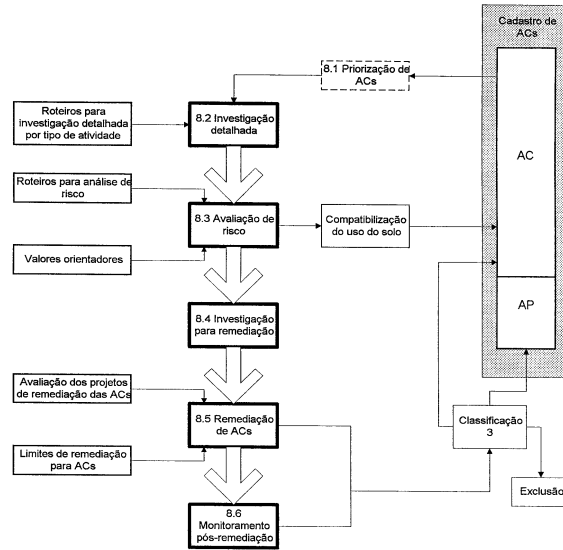 Cadastro de
ACs
8.1 Priorização de
ACs
Roteiros para
investigação detalhada
por tipo de atividade
8.2 Investigação
detalhada
AC
Roteiros para análise de
risco
8.3 Avaliação de
risco
Compatibilização
do uso do solo
Valores orientadores
AP
8.4 Investigação
para remediação
Avaliação dos projetos
de remediação das ACs
8.5 Remediação
de ACs
Classificação
3
Limites de remediação
para ACs
Exclusão
8.6
Monitoramento
pós-remediação